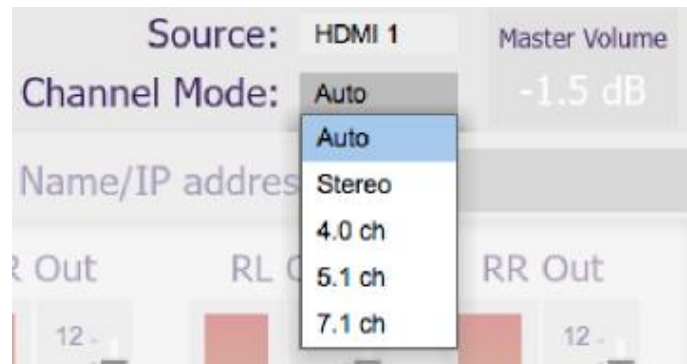 Source: HDMI 1 Master Volume
Channel Mode: Auto -1.5 dB
Auto
Name/IP addres
Stereo
4.0 ch
R Out RL RR Out
5.1 ch
7.1 ch
12 12